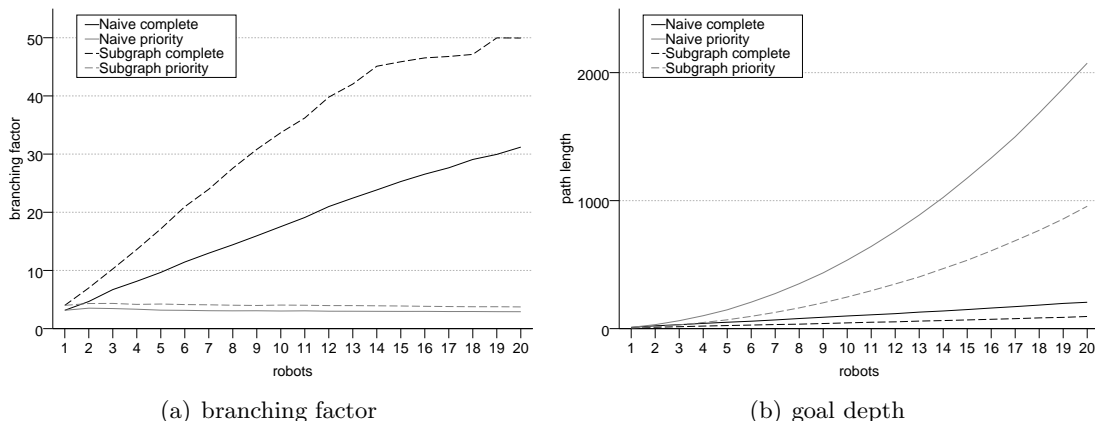 Naive complete
Naive priority
Subgraph complete
Subgraph priority
50
40
30
20
10
0
branching factor
1 2 3 4 5 6 7 8 9 10 11 12 13 14 15 16 17 18 19 20
robots
(a) branching factor
Naive complete
Naive priority
Subgraph complete
Subgraph priority
2000
1000
0
path length
1 2 3 4 5 6 7 8 9 10 11 12 13 14 15 16 17 18 19 20
robots
(b) goal depth